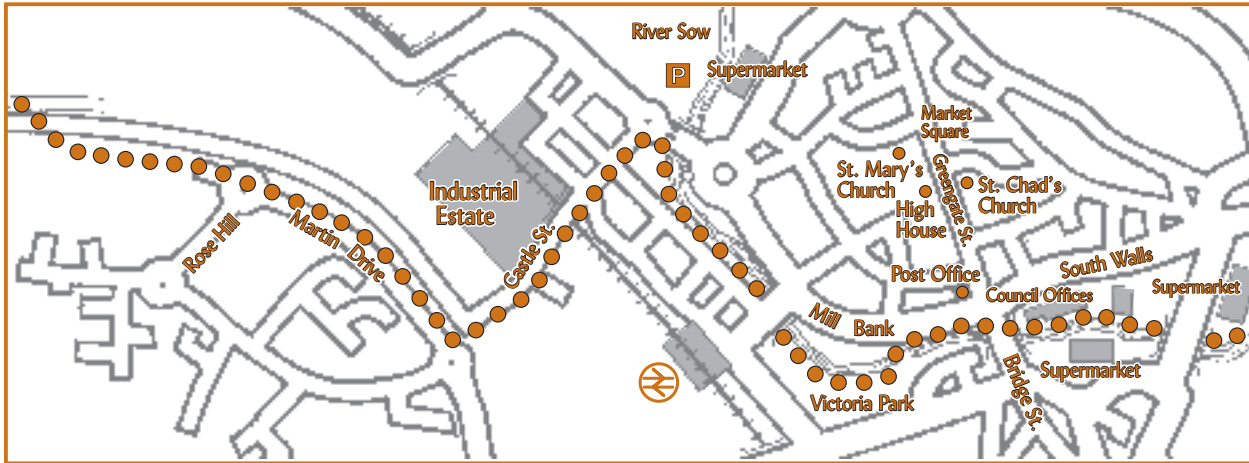 River Sow
P
Supermarket
Market
Square
St. Mary's
Church
Greengate St.
St. Chad's
Church
High
House
Industrial
Estate
Rose Hill
Martin Drive
Castle St.
Post Office
South Walls
Council Offices
Supermarket
Mill Bank
Bridge St.
Supermarket
Victoria Park